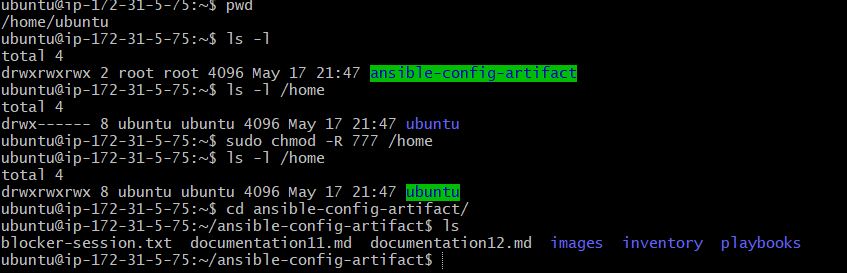 ubuntu@ip-172-31-5-75:~$ pwd
/home/ubuntu
ubuntu@ip-172-31-5-75:~$ ls -l
total 4
drwxrwxrwx 2 root root 4096 May 17 21:47 ansible-config-artifact
ubuntu@ip-172-31-5-75:~$ ls -l /home
total 4
drwx------ 8 ubuntu ubuntu 4096 May 17 21:47 ubuntu
ubuntu@ip-172-31-5-75:~$ sudo chmod -R 777 /home
ubuntu@ip-172-31-5-75:~$ ls -l /home
total 4
drwxrwxrwx 8 ubuntu ubuntu 4096 May 17 21:47 ubuntu
ubuntu@ip-172-31-5-75:~$ cd ansible-config-artifact/
ubuntu@ip-172-31-5-75:~/ansible-config-artifact$ ls
blocker-session.txt documentation11.md documentation12.md images inventory playbooks
ubuntu@ip-172-31-5-75:~/ansible-config-artifact$